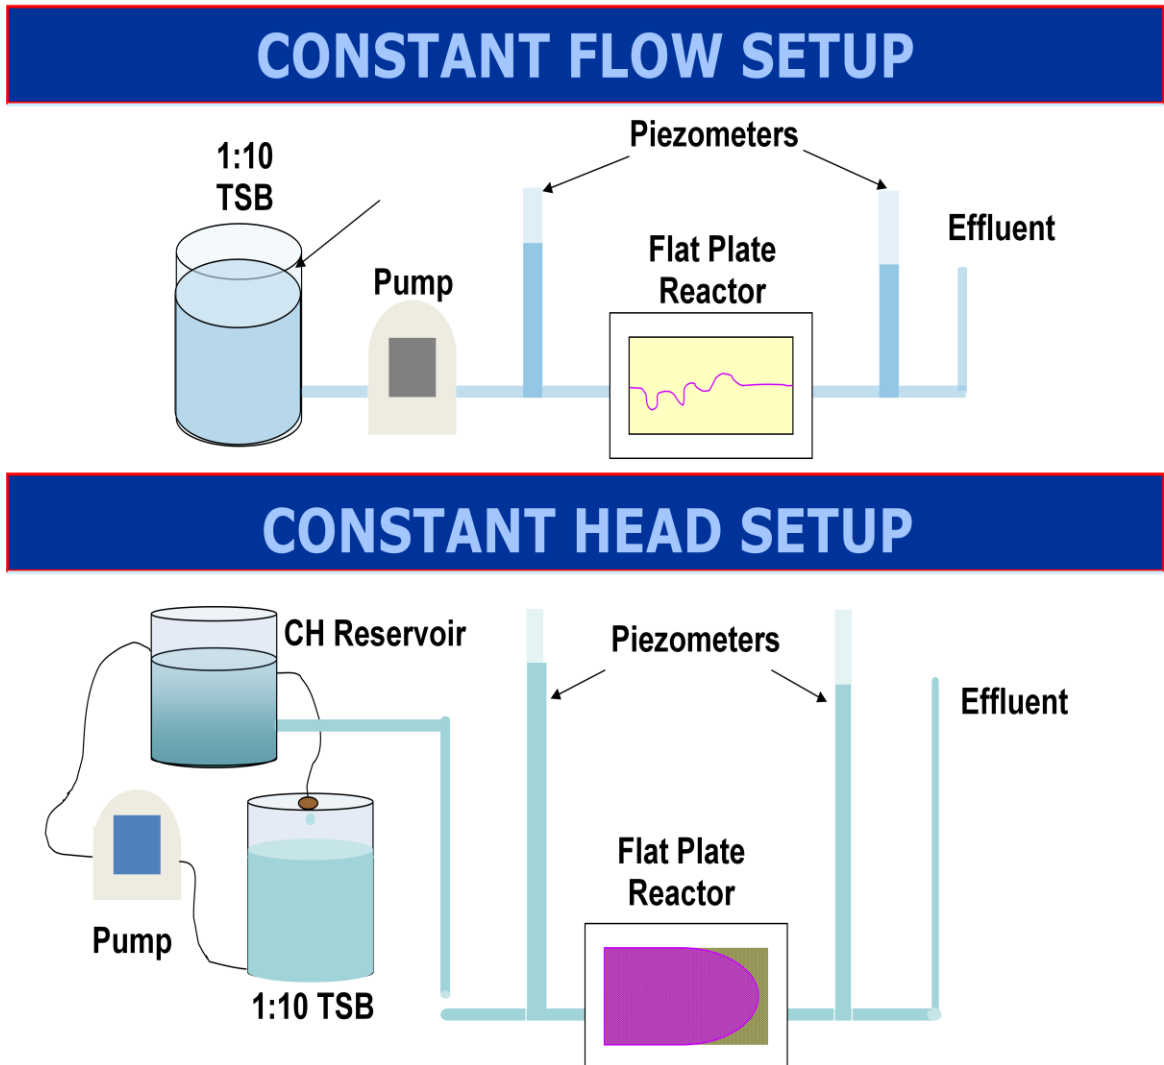 CONSTANT FLOW SETUP
Piezometers
1:10
TSB
Effluent
Flat Plate
Reactor
Pump
CONSTANT HEAD SETUP
CH Reservoir
Piezometers
Effluent
Flat Plate
Reactor
Pump
1:10 TSB